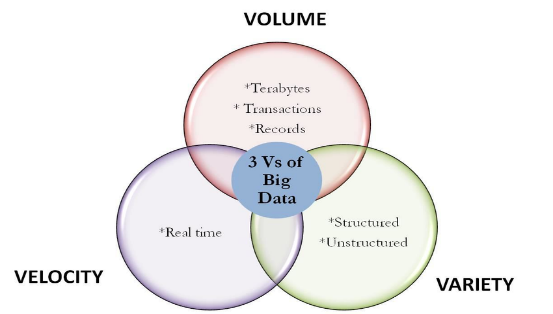 VOLUME
*Terabytes
* Transactions
*Records
3 Vs of
Big
Data
*Real time
*Structured
*Unstructured
VELOCITY
VARIETY